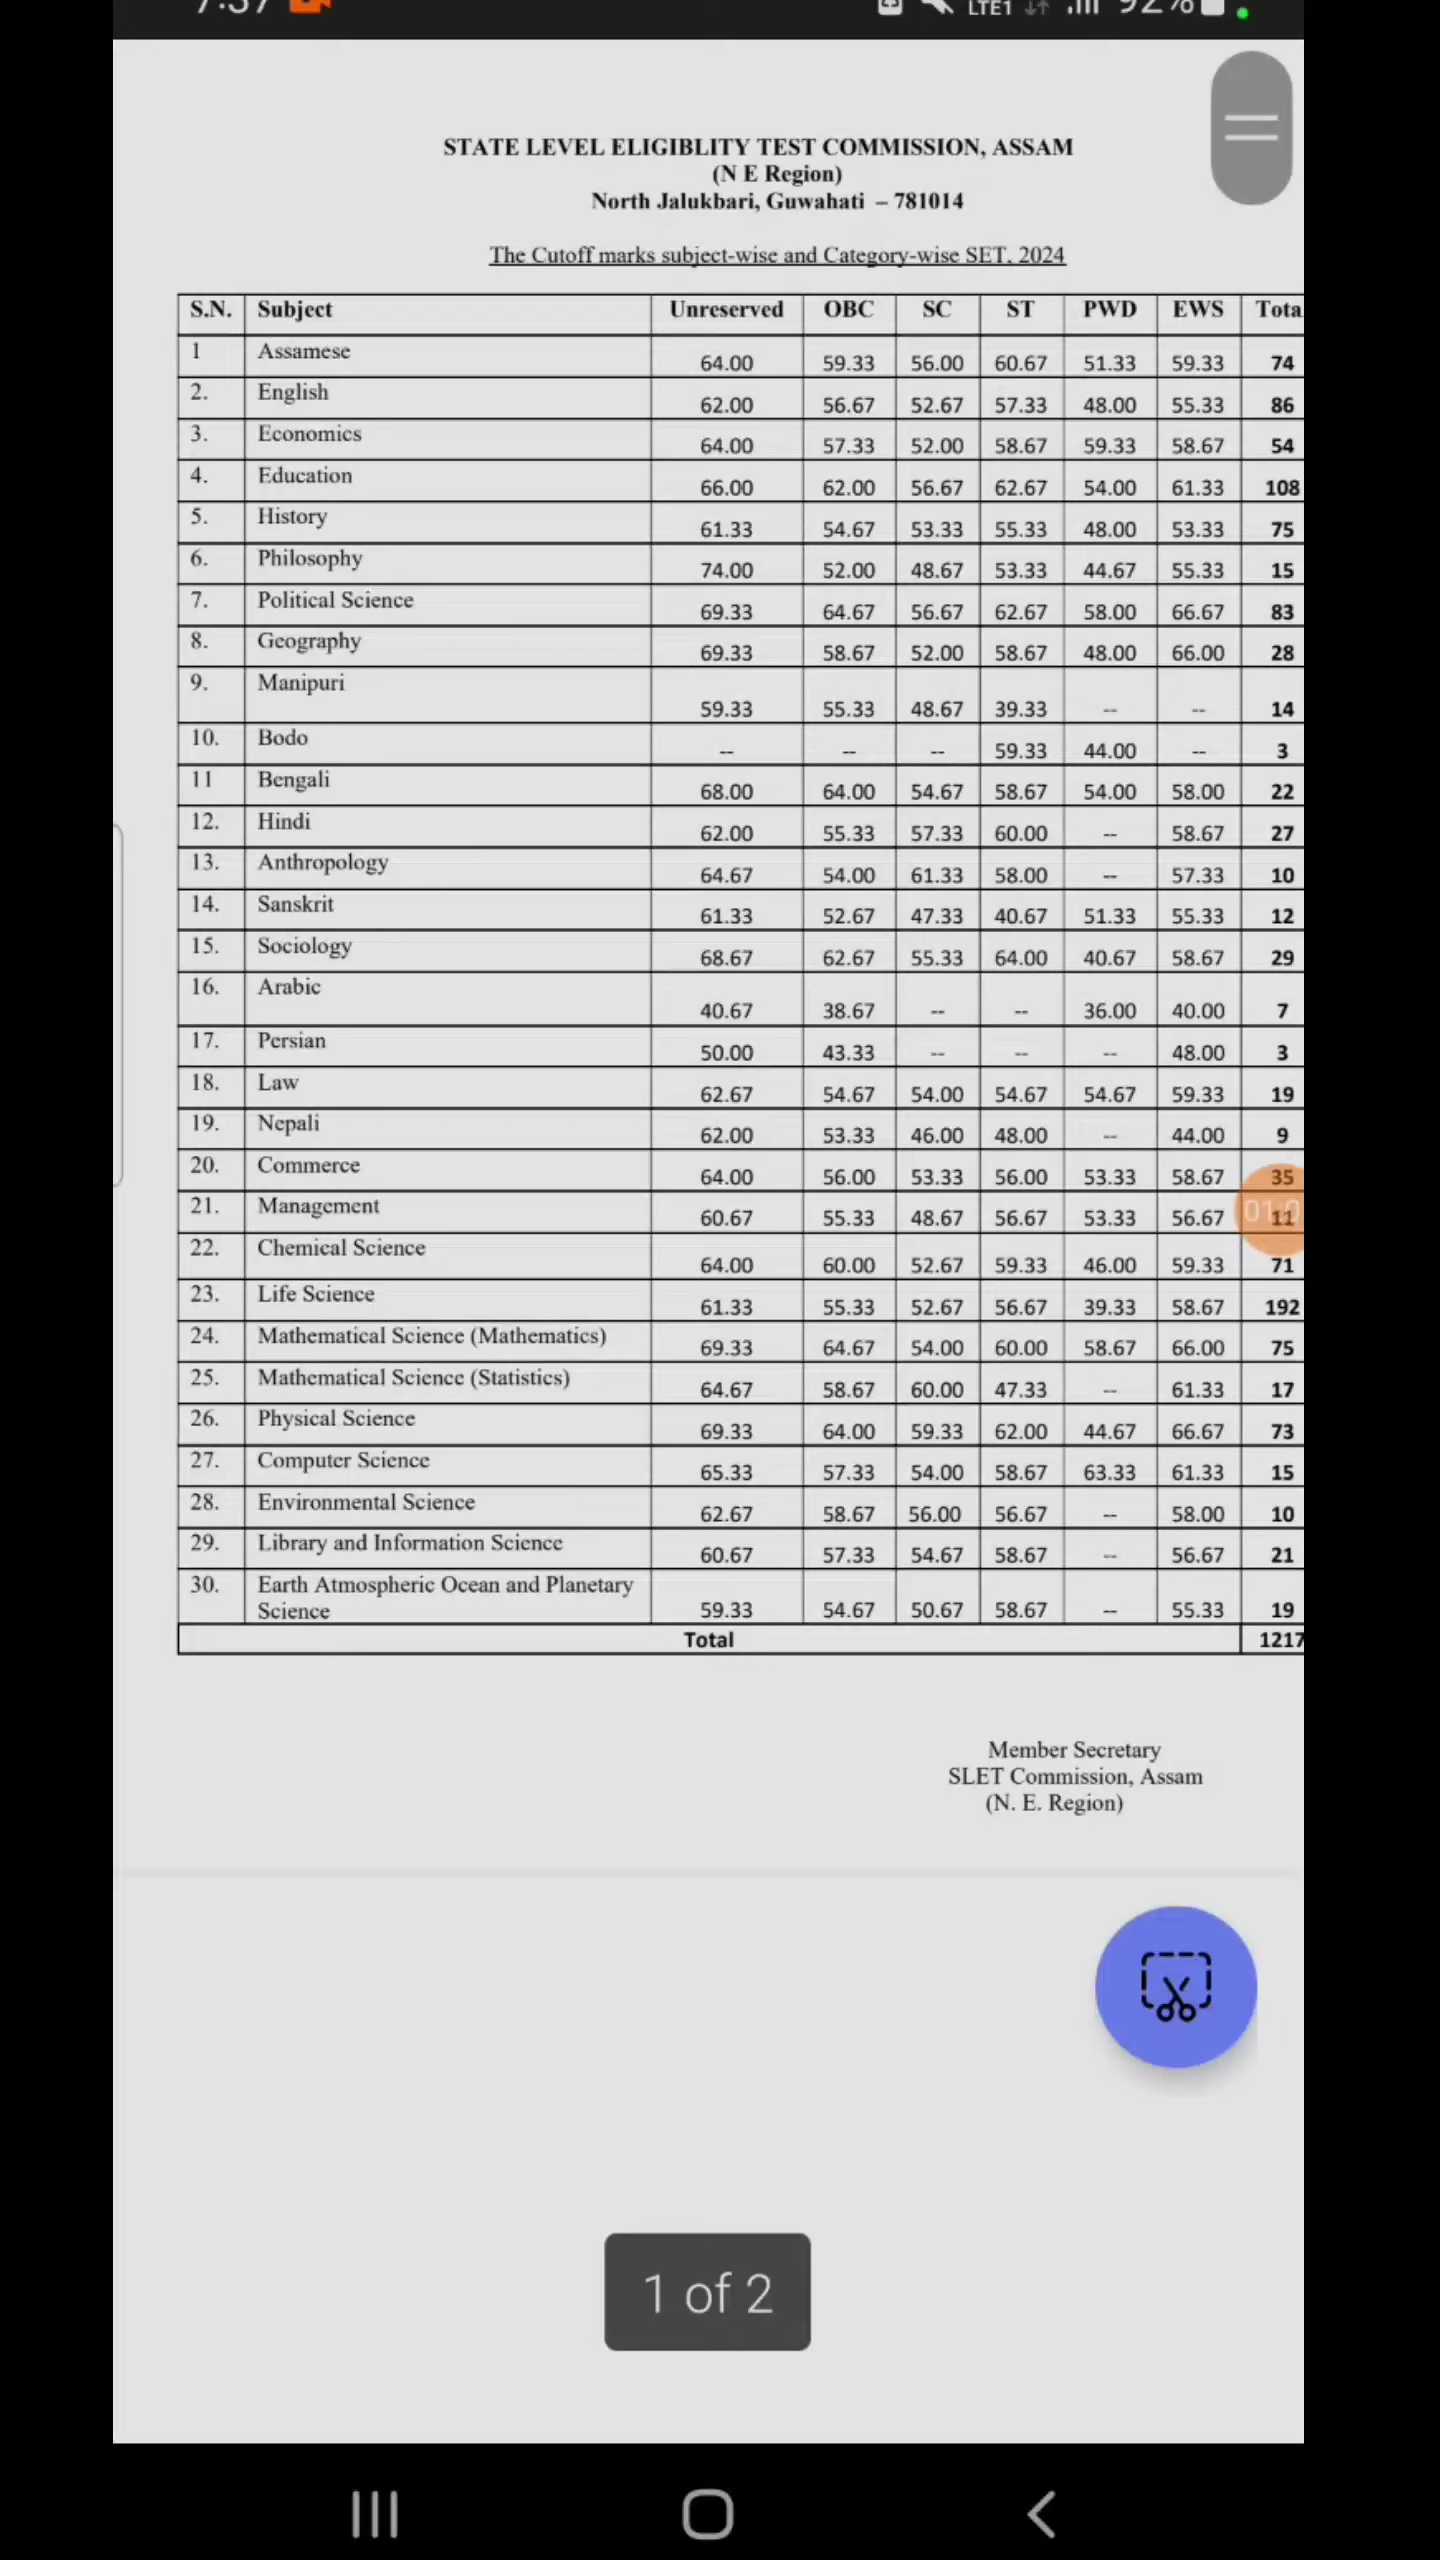 LTE1 92%
STATE LEVEL ELIGIBLITY TEST COMMISSION, ASSAM
(N E Region)
North Jalukbari, Guwahati – 781014
The Cutoff marks subject-wise and Category-wise SET, 2024
S.N. Subject Unreserved OBC SC ST PWD EWS Tota
1 Assamese 64.00 59.33 56.00 60.67 51.33 59.33 74
2. English 62.00 56.67 52.67 57.33 48.00 55.33 86
3. Economics 64.00 57.33 52.00 58.67 59.33 58.67 54
4. Education 66.00 62.00 56.67 62.67 54.00 61.33 108
5. History 61.33 54.67 53.33 55.33 48.00 53.33 75
6. Philosophy 74.00 52.00 48.67 53.33 44.67 55.33 15
7. Political Science 69.33 64.67 56.67 62.67 58.00 66.67 83
8. Geography 69.33 58.67 52.00 58.67 48.00 66.00 28
9. Manipuri 59.33 55.33 48.67 39.33 -- -- 14
10. Bodo -- -- -- 59.33 44.00 -- 3
11 Bengali 68.00 64.00 54.67 58.67 54.00 58.00 22
12. Hindi 62.00 55.33 57.33 60.00 -- 58.67 27
13. Anthropology 64.67 54.00 61.33 58.00 -- 57.33 10
14. Sanskrit 61.33 52.67 47.33 40.67 51.33 55.33 12
15. Sociology 68.67 62.67 55.33 64.00 40.67 58.67 29
16. Arabic 40.67 38.67 -- -- 36.00 40.00 7
17. Persian 50.00 43.33 -- -- -- 48.00 3
18. Law 62.67 54.67 54.00 54.67 54.67 59.33 19
19. Nepali 62.00 53.33 46.00 48.00 -- 44.00 9
20. Commerce 64.00 56.00 53.33 56.00 53.33 58.67 35
21. Management 60.67 55.33 48.67 56.67 53.33 56.67 11
22. Chemical Science 64.00 60.00 52.67 59.33 46.00 59.33 71
23. Life Science 61.33 55.33 52.67 56.67 39.33 58.67 192
24. Mathematical Science (Mathematics) 69.33 64.67 54.00 60.00 58.67 66.00 75
25. Mathematical Science (Statistics) 64.67 58.67 60.00 47.33 -- 61.33 17
26. Physical Science 69.33 64.00 59.33 62.00 44.67 66.67 73
27. Computer Science 65.33 57.33 54.00 58.67 63.33 61.33 15
28. Environmental Science 62.67 58.67 56.00 56.67 -- 58.00 10
29. Library and Information Science 60.67 57.33 54.67 58.67 -- 56.67 21
30. Earth Atmospheric Ocean and Planetary
Science 59.33 54.67 50.67 58.67 -- 55.33 19
Total 1217
Member Secretary
SLET Commission, Assam
(N. E. Region)
1 of 2